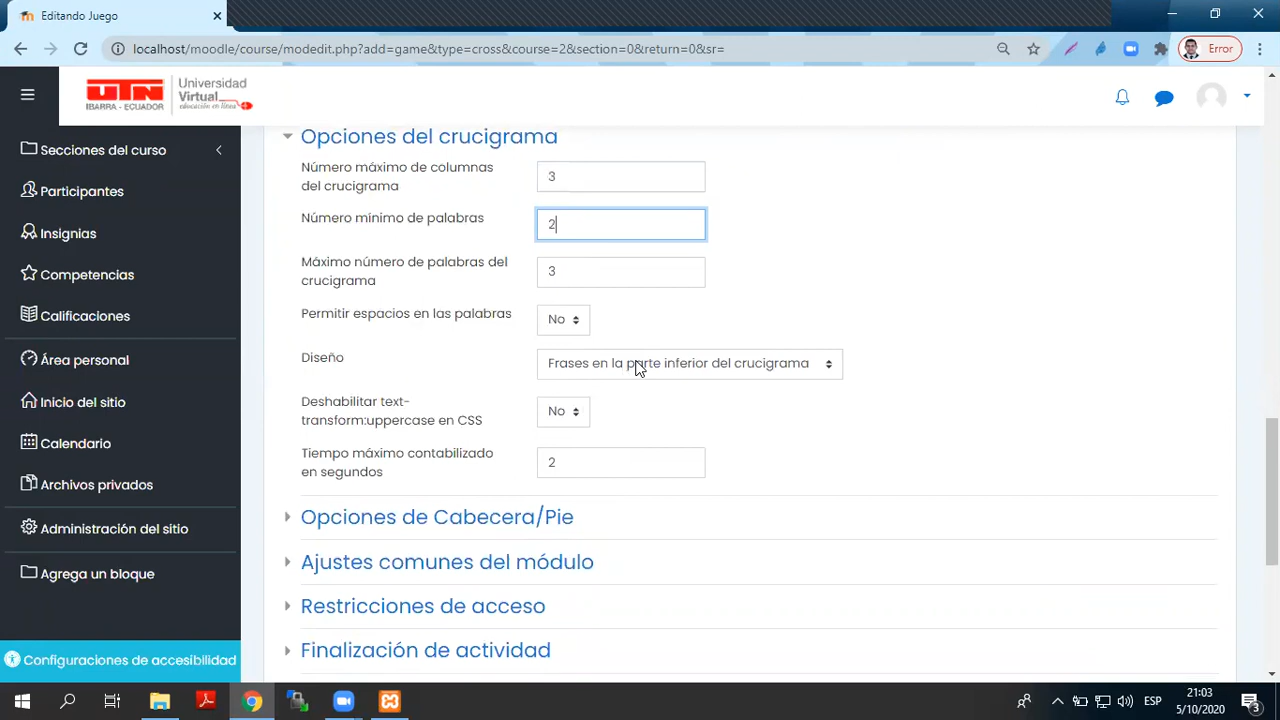 Editando Juego
localhost/moodle/course/modedit.php?add=game&type=cross&course=2&section=0&return=0&sr=
Error
UTN
IBARRA - ECUADOR
Universidad
Virtual
educación en línea
Secciones del curso
Participantes
Insignias
Competencias
Calificaciones
Área personal
Inicio del sitio
Calendario
Archivos privados
Administración del sitio
Agrega un bloque
Configuraciones de accesibilidad
Opciones del crucigrama
Número máximo de columnas
del crucigrama
3
Número mínimo de palabras
2
Máximo número de palabras del
crucigrama
3
Permitir espacios en las palabras
No
Diseño
Frases en la parte inferior del crucigrama
Deshabilitar text-
transform:uppercase en CSS
No
Tiempo máximo contabilizado
en segundos
2
Opciones de Cabecera/Pie
Ajustes comunes del módulo
Restricciones de acceso
Finalización de actividad
ESP
21:03
5/10/2020
3